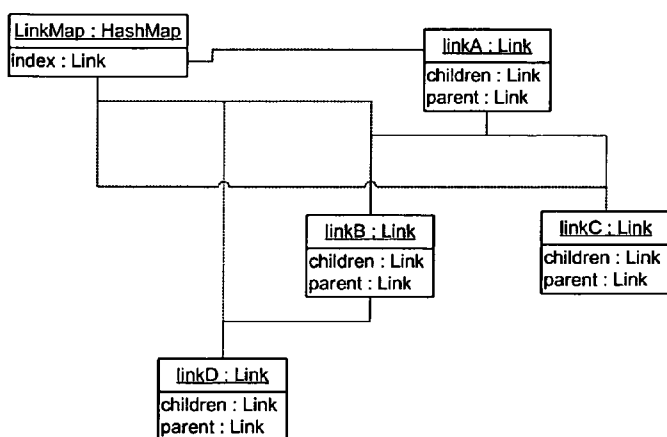 LinkMap : HashMap
index : Link
linkA : Link
children : Link
parent : Link
linkB : Link
children : Link
parent : Link
linkC : Link
children : Link
parent : Link
linkD : Link
children : Link
parent : Link